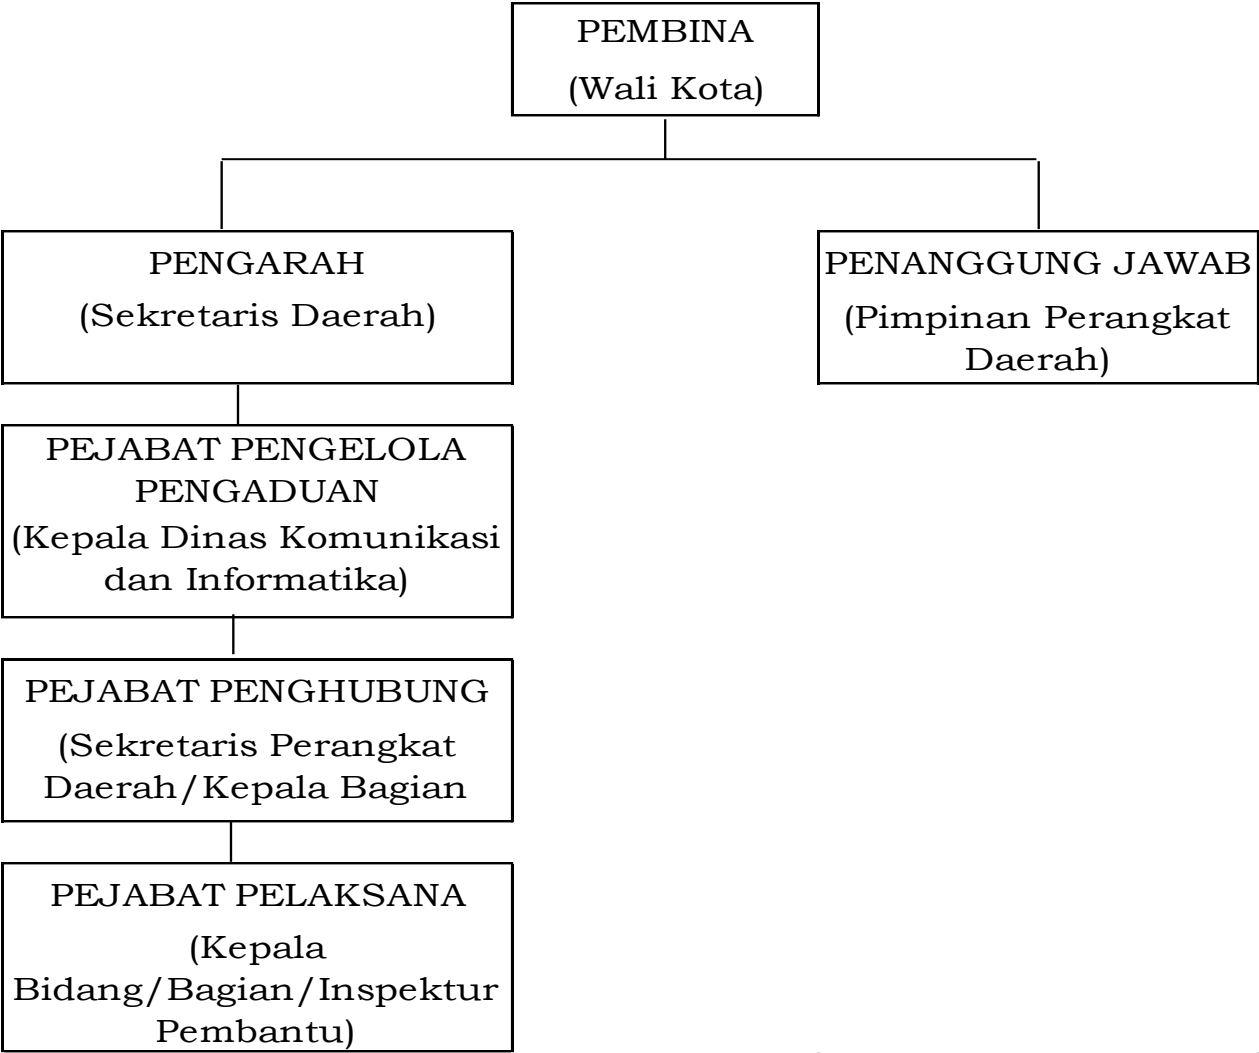 PEMBINA
(Wali Kota)
PENGARAH
(Sekretaris Daerah)
PENANGGUNG JAWAB
(Pimpinan Perangkat
Daerah)
PEJABAT PENGELOLA
PENGADUAN
(Kepala Dinas Komunikasi
dan Informatika)
PEJABAT PENGHUBUNG
(Sekretaris Perangkat
Daerah/Kepala Bagian
PEJABAT PELAKSANA
(Kepala
Bidang/Bagian/Inspektur
Pembantu)